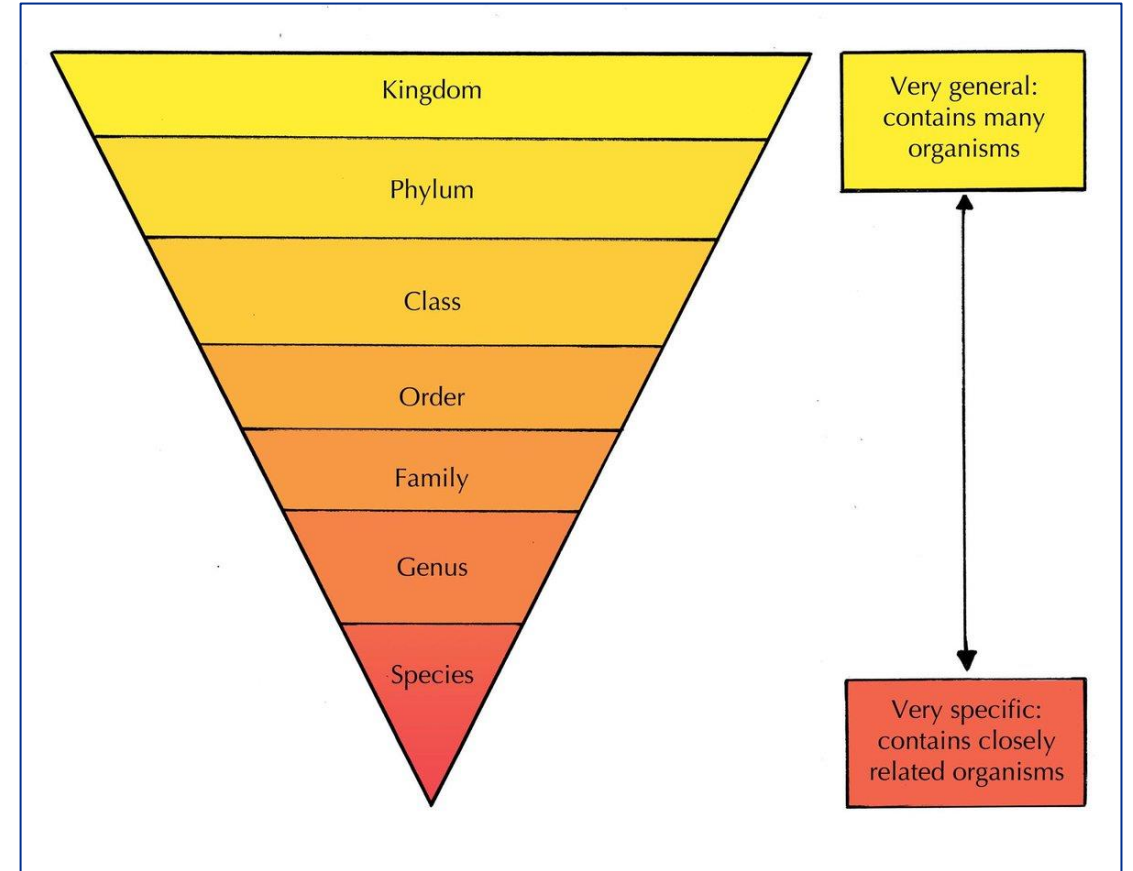 Kingdom
Phylum
Class
Order
Family
Genus
Species
Very general:
contains many
organisms
Very specific:
contains closely
related organisms